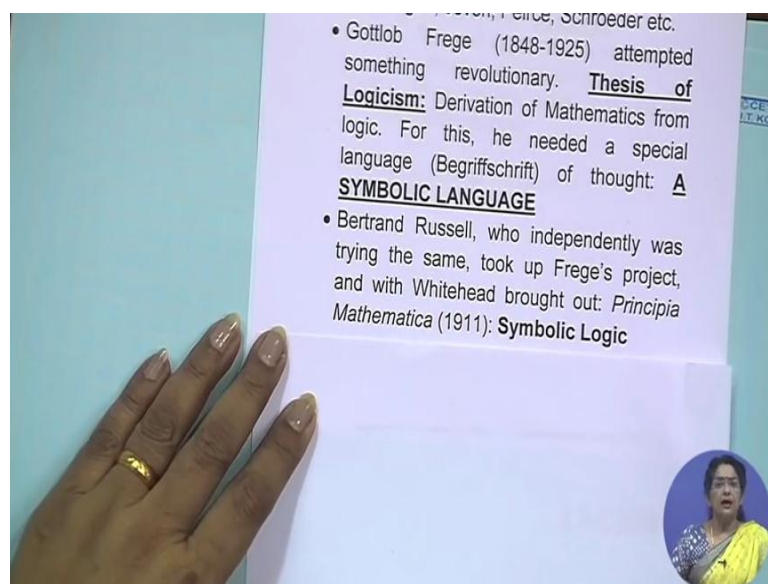 Peirce, Schroeder etc.
• Gottlob Frege (1848-1925) attempted
something revolutionary. Thesis of
Logicism: Derivation of Mathematics from
logic. For this, he needed a special
language (Begriffschrift) of thought: A
SYMBOLIC LANGUAGE
• Bertrand Russell, who independently was
trying the same, took up Frege's project,
and with Whitehead brought out: Principia
Mathematica (1911): Symbolic Logic